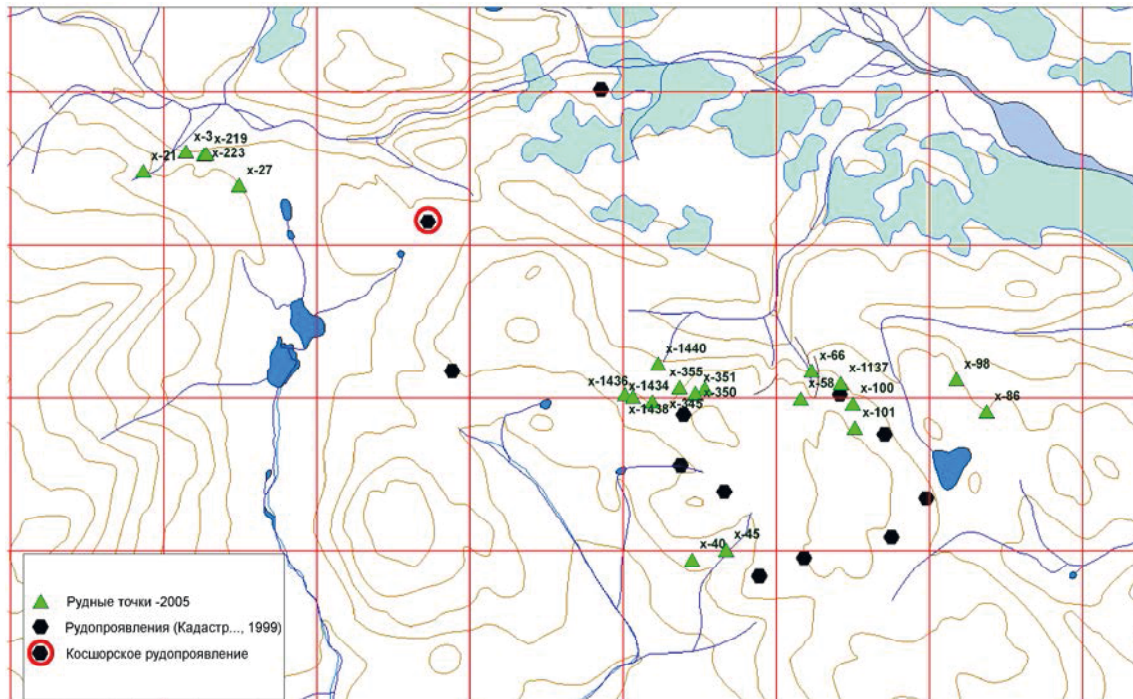 x-3 x-219
x-21 x-223
x-27
x-1440
x-66
x-355 x-351
x-1137
x-98
x-1436 x-1434
x-350
x-58
x-100
x-86
x-1438 x-345
x-101
x-40
x-45
Рудные точки -2005
Рудопроявления (Кадастр..., 1999)
Косшорское рудопроявление